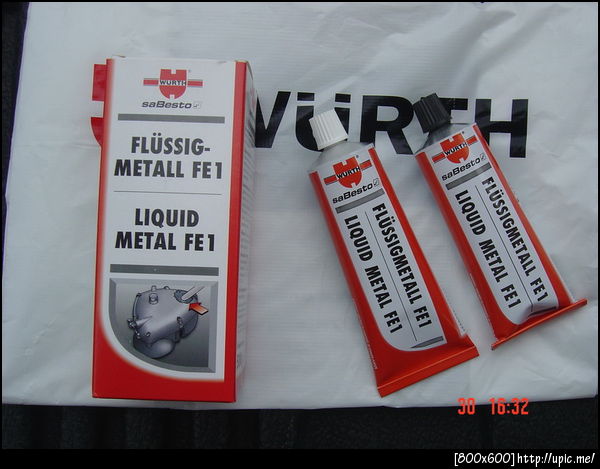 WÜRTH
WÜRTH
saBesto
FLÜSSIG-
METALL FE1
LIQUID
METAL FE1
WÜRTH
saBesto
FLÜSSIGMETALL FE1
LIQUID METAL FE1
WÜRTH
saBesto
FLÜSSIGMETALL FE1
LIQUID METAL FE1
30 16:32
[800x600]http://upic.me/